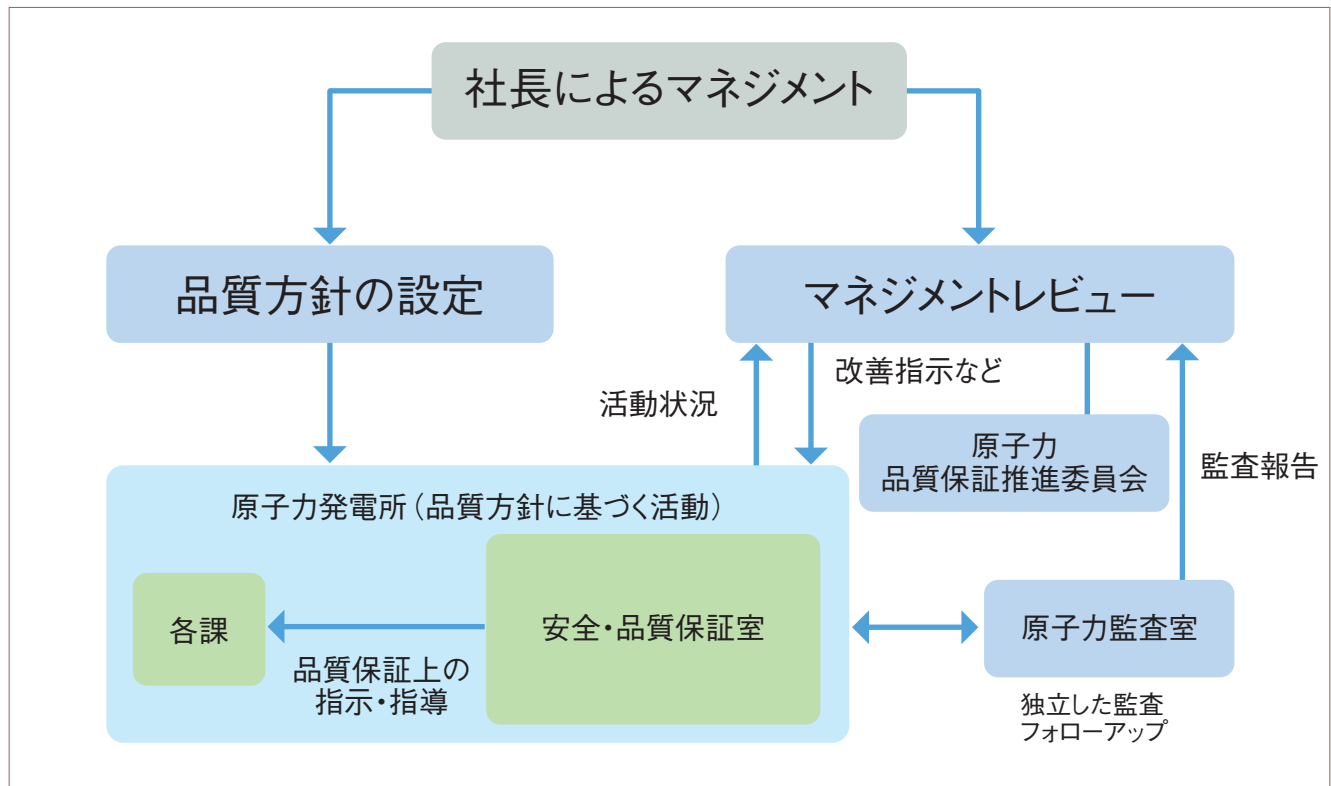 社長によるマネジメント
品質方針の設定
マネジメントレビュー
活動状況
改善指示など
原子力
品質保証推進委員会
監査報告
原子力発電所（品質方針に基づく活動）
各課
安全・品質保証室
品質保証上の
指示・指導
原子力監査室
独立した監査
フォローアップ